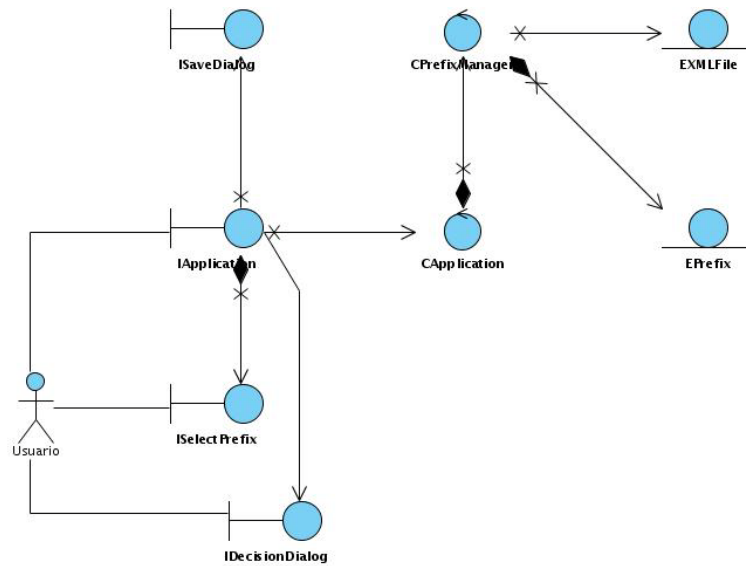 ISaveDialog
CPrefixManager
EXMLFile
IApplication
CApplication
EPrefix
ISelectPrefix
Usuario
IDecisionDialog